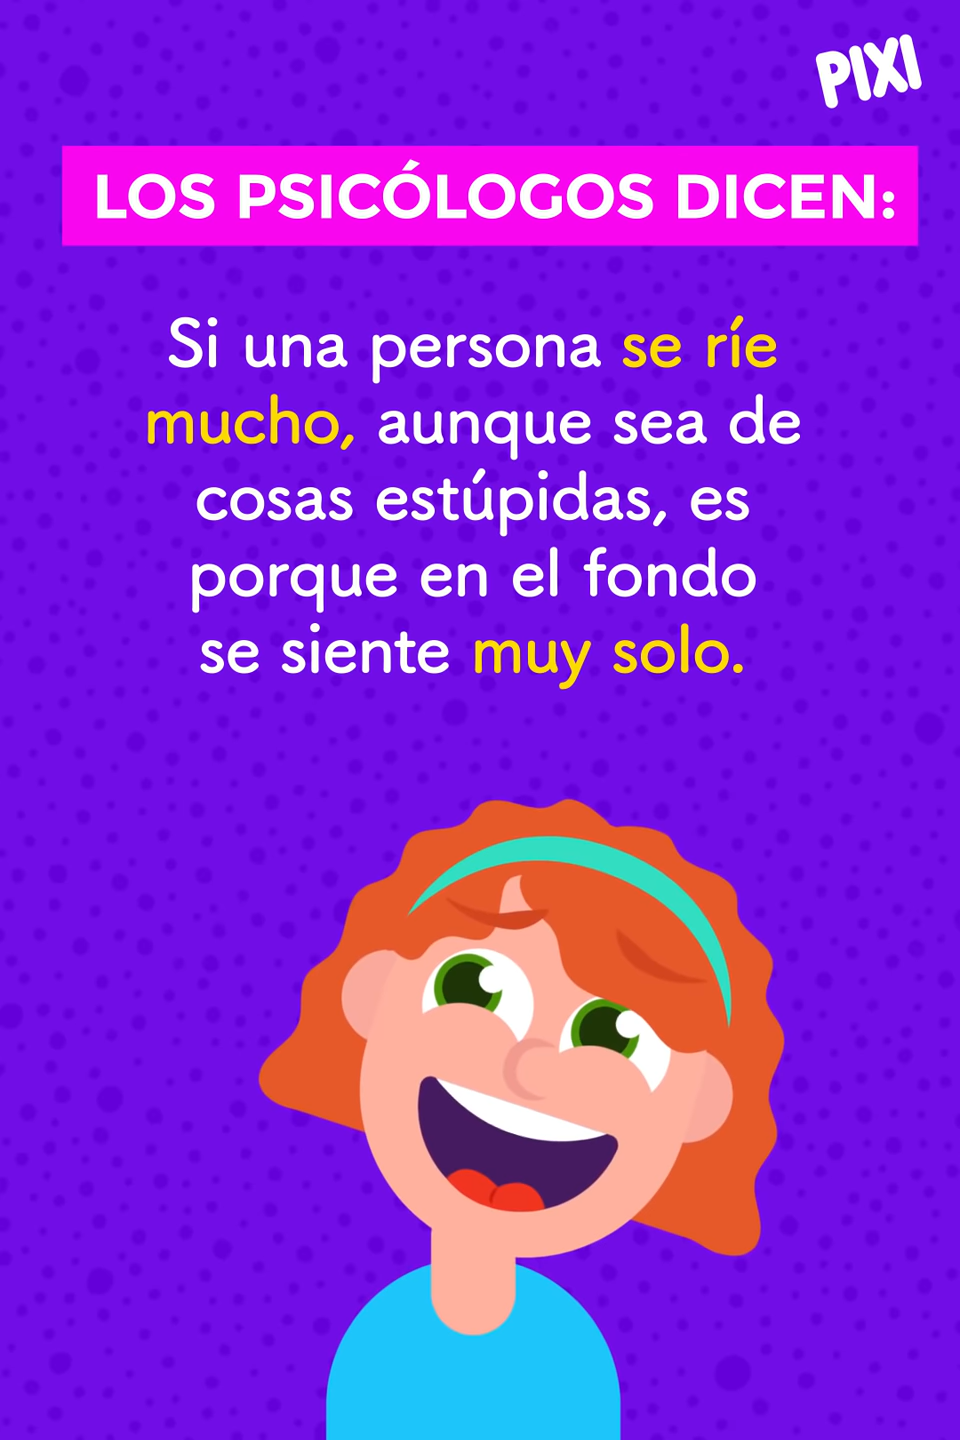 PIXI
LOS PSICÓLOGOS DICEN:
Si una persona se ríe
mucho, aunque sea de
cosas estúpidas, es
porque en el fondo
se siente muy solo.